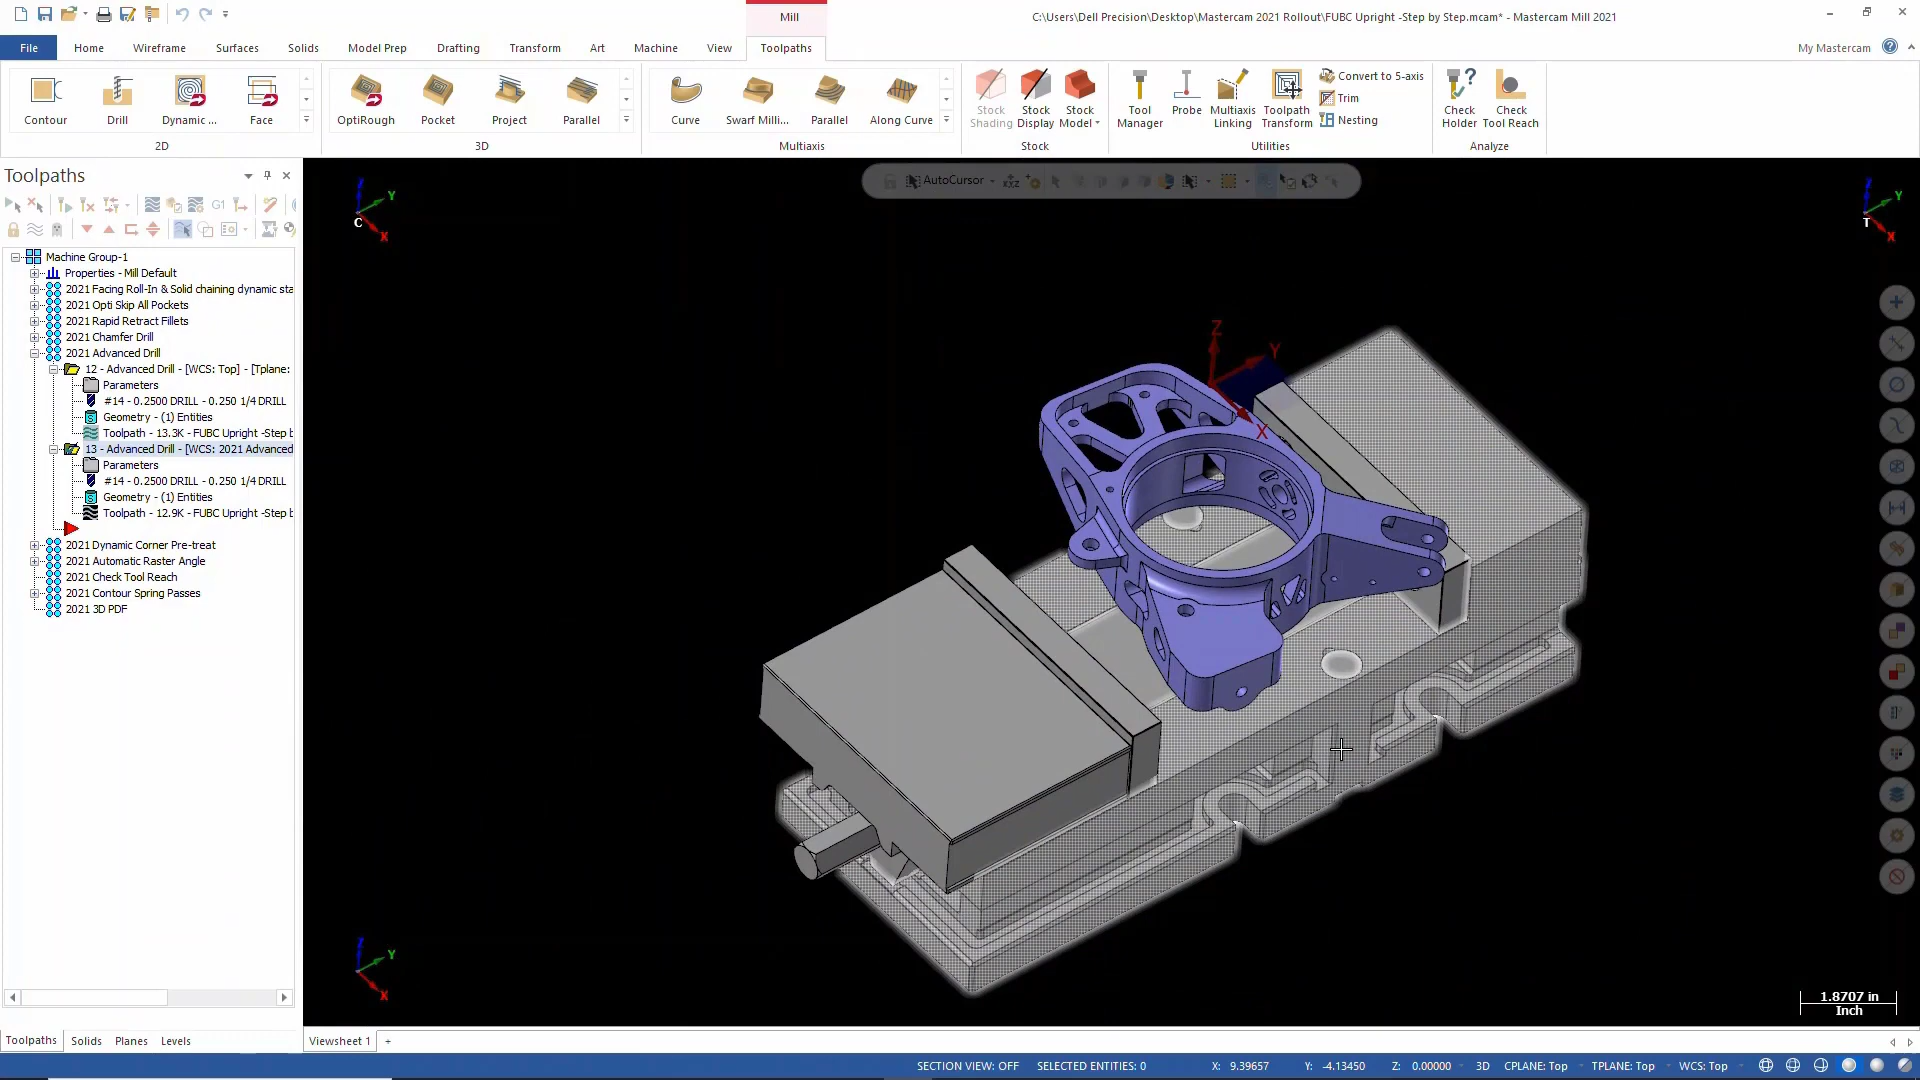 Mill
C:\Users\Dell Precision\Desktop\Mastercam 2021 Rollout\FUBC Upright -Step by Step.mcam* - Mastercam Mill 2021
File
Home
Wireframe
Surfaces
Solids
Model Prep
Drafting
Transform
Art
Machine
View
Toolpaths
My Mastercam
Contour
Drill
Dynamic ...
Face
2D
OptiRough
Pocket
Project
Parallel
3D
Curve
Swarf Milli...
Parallel
Along Curve
Multiaxis
Stock
Shading
Stock
Display
Stock
Model
Stock
Tool
Manager
Probe
Multiaxis
Linking
Toolpath
Transform
Convert to 5-axis
Trim
Nesting
Utilities
Check
Holder
Check
Tool Reach
Analyze
Toolpaths
G1
Machine Group-1
Properties - Mill Default
2021 Facing Roll-In & Solid chaining dynamic sta
2021 Opti Skip All Pockets
2021 Rapid Retract Fillets
2021 Chamfer Drill
2021 Advanced Drill
12 - Advanced Drill - [WCS: Top] - [Tplane:
Parameters
#14 - 0.2500 DRILL - 0.250 1/4 DRILL
Geometry - (1) Entities
Toolpath - 13.3K - FUBC Upright -Step b
13 - Advanced Drill - [WCS: 2021 Advanced
Parameters
#14 - 0.2500 DRILL - 0.250 1/4 DRILL
Geometry - (1) Entities
Toolpath - 12.9K - FUBC Upright -Step b
2021 Dynamic Corner Pre-treat
2021 Automatic Raster Angle
2021 Check Tool Reach
2021 Contour Spring Passes
2021 3D PDF
AutoCursor
Z
Y
C
X
Z
Y
T
X
Z
Y
X
Z
Y
X
1.8707 in
Inch
Toolpaths
Solids
Planes
Levels
Viewsheet 1
+
SECTION VIEW: OFF
SELECTED ENTITIES: 0
X: 9.39657
Y: -4.13450
Z: 0.00000
3D
CPLANE: Top
TPLANE: Top
WCS: Top